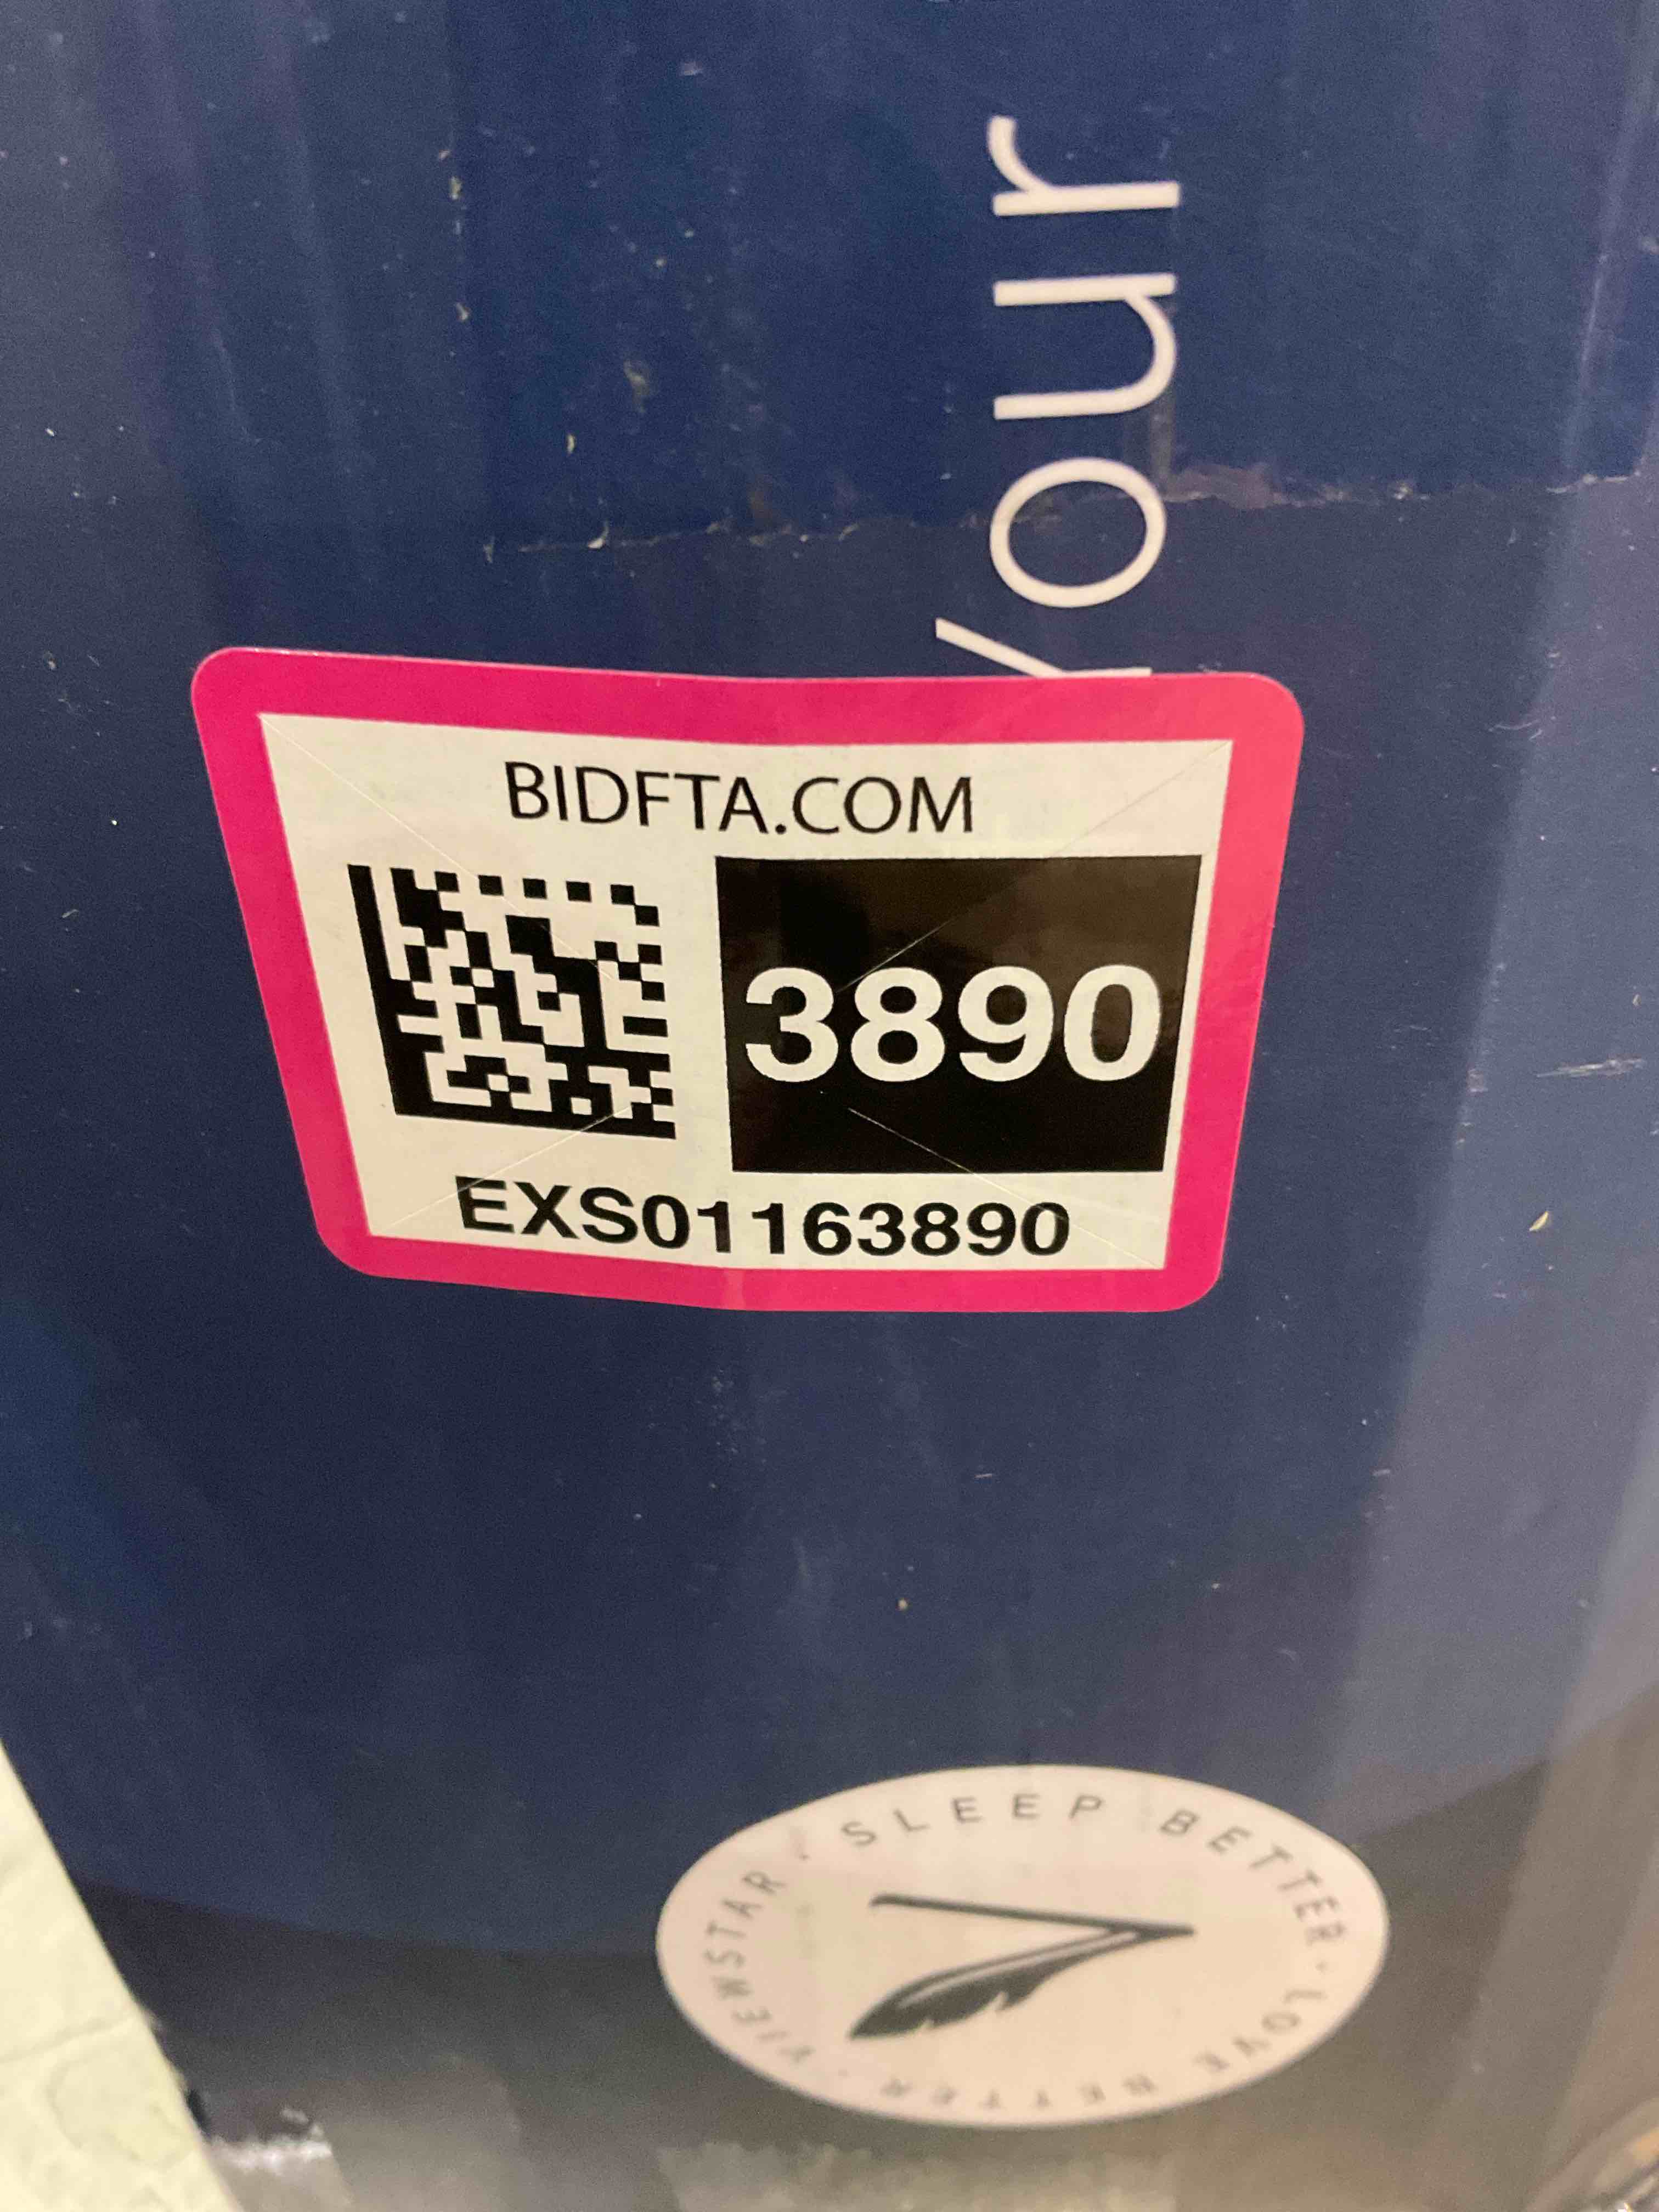 your
BIDFTA.COM
3890
EXS01163890
VIEWSTAR · SLEEP BETTER · LOVE BETTER ·